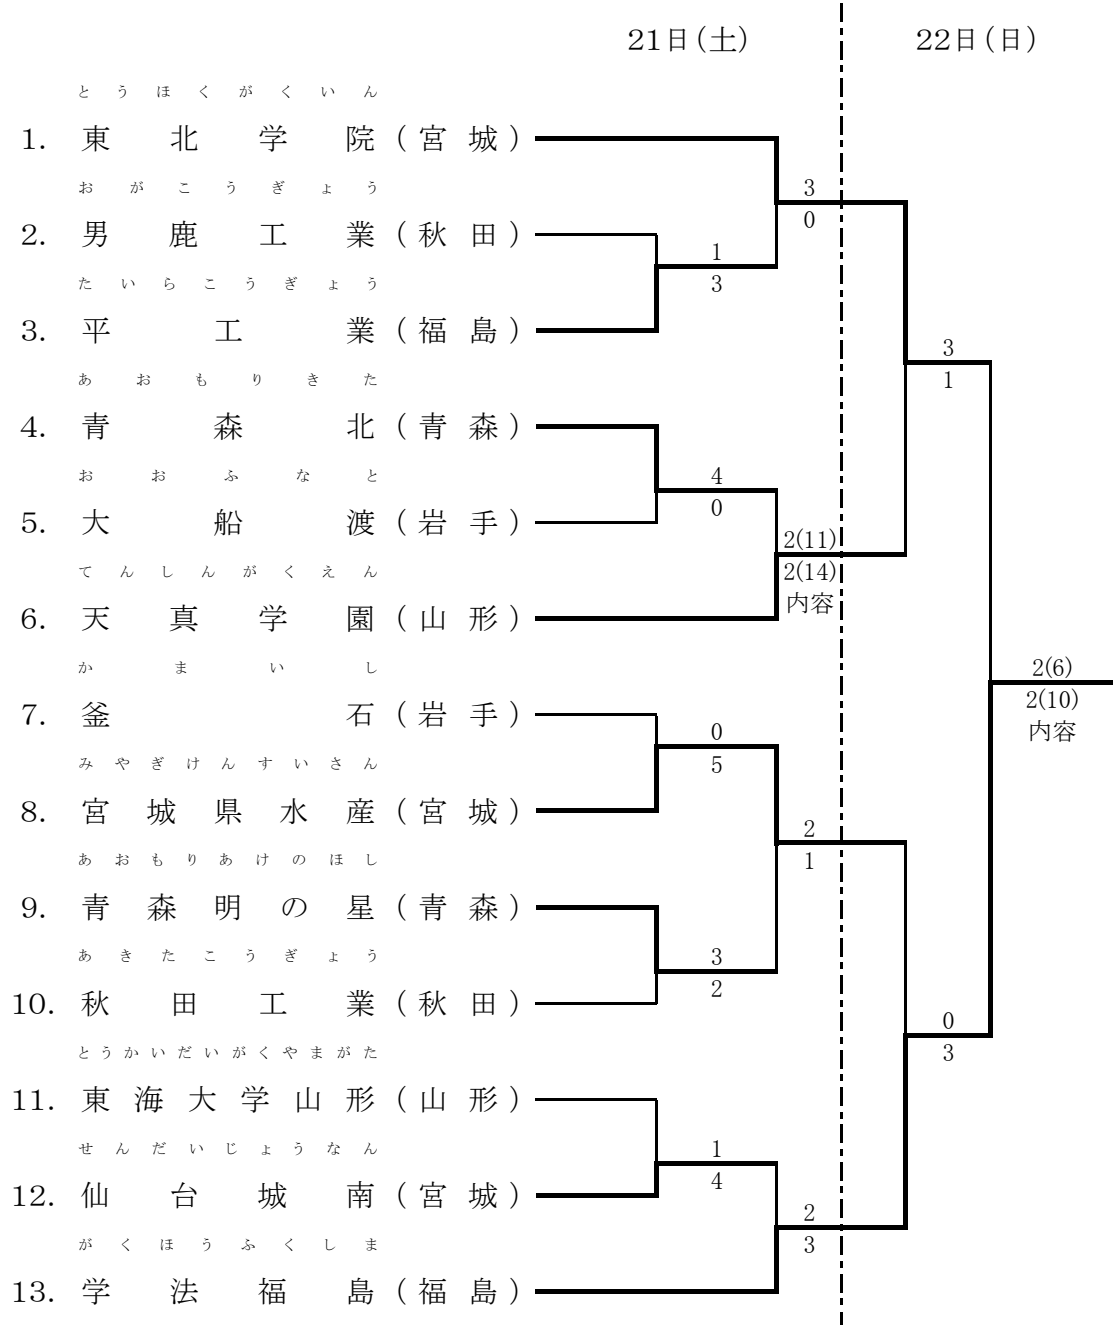 21日(土) 22日(日)
とうほくがくいん
1. 東北学院(宮城)
3
おがこうぎょう
0
2. 男鹿工業(秋田)
1
たいらこうぎょう
3
3. 平工業(福島)
3
あおもりきた
1
4. 青森北(青森)
おおふなと
4
0
5. 大船渡(岩手)
2(11)
てんしんがくえん
2(14)
内容
6. 天真学園(山形)
かまいし
2(6)
2(10)
7. 釜石(岩手)
内容
0
みやぎけんすいさん
5
8. 宮城県水産(宮城)
2
あおもりあけのほし
1
9. 青森明の星(青森)
あきたこうぎょう
3
2
10. 秋田工業(秋田)
0
とうかいだいがくやまがた
3
11. 東海大学山形(山形)
せんだいじょうなん
1
4
12. 仙台城南(宮城)
2
がくほうふくしま
3
13. 学法福島(福島)